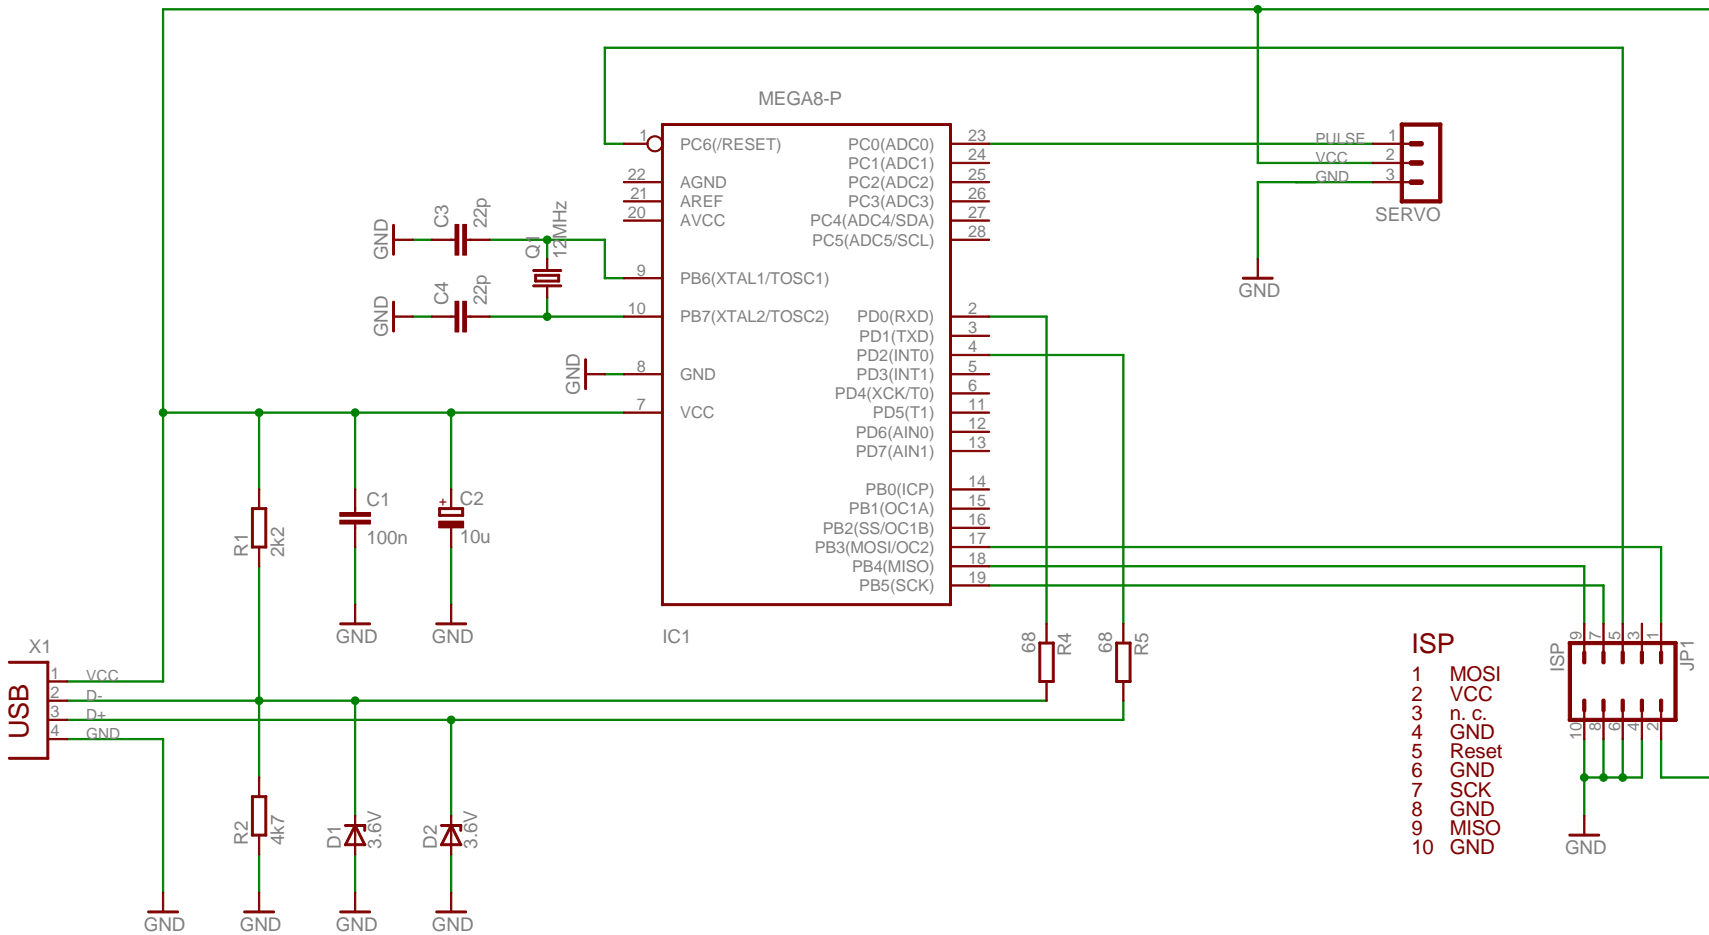 MEGA8-P
1 PC6(/RESET)
22 AGND
21 AREF
20 AVCC
9 PB6(XTAL1/TOSC1)
10 PB7(XTAL2/TOSC2)
8 GND
7 VCC
PC0(ADC0) 23
PC1(ADC1) 24
PC2(ADC2) 25
PC3(ADC3) 26
PC4(ADC4/SDA) 27
PC5(ADC5/SCL) 28
PD0(RXD) 2
PD1(TXD) 3
PD2(INT0) 4
PD3(INT1) 5
PD4(XCK/T0) 6
PD5(T1) 11
PD6(AIN0) 12
PD7(AIN1) 13
PB0(ICP) 14
PB1(OC1A) 15
PB2(SS/OC1B) 16
PB3(MOSI/OC2) 17
PB4(MISO) 18
PB5(SCK) 19
IC1
PULSE 1
VCC 2
GND 3
SERVO
GND
GND
C3
22p
Q1
12MHz
GND
C4
22p
GND
R1
2k2
C1
100n
GND
+
C2
10u
GND
68
R4
68
R5
X1
USB
1 VCC
2 D-
3 D+
4 GND
GND
R2
4k7
GND
D1
3.6V
GND
D2
3.6V
GND
ISP
1 MOSI
2 VCC
3 n. c.
4 GND
5 Reset
6 GND
7 SCK
8 GND
9 MISO
10 GND
ISP
9 7 5 3 1
JP1
10 8 6 4 2
GND